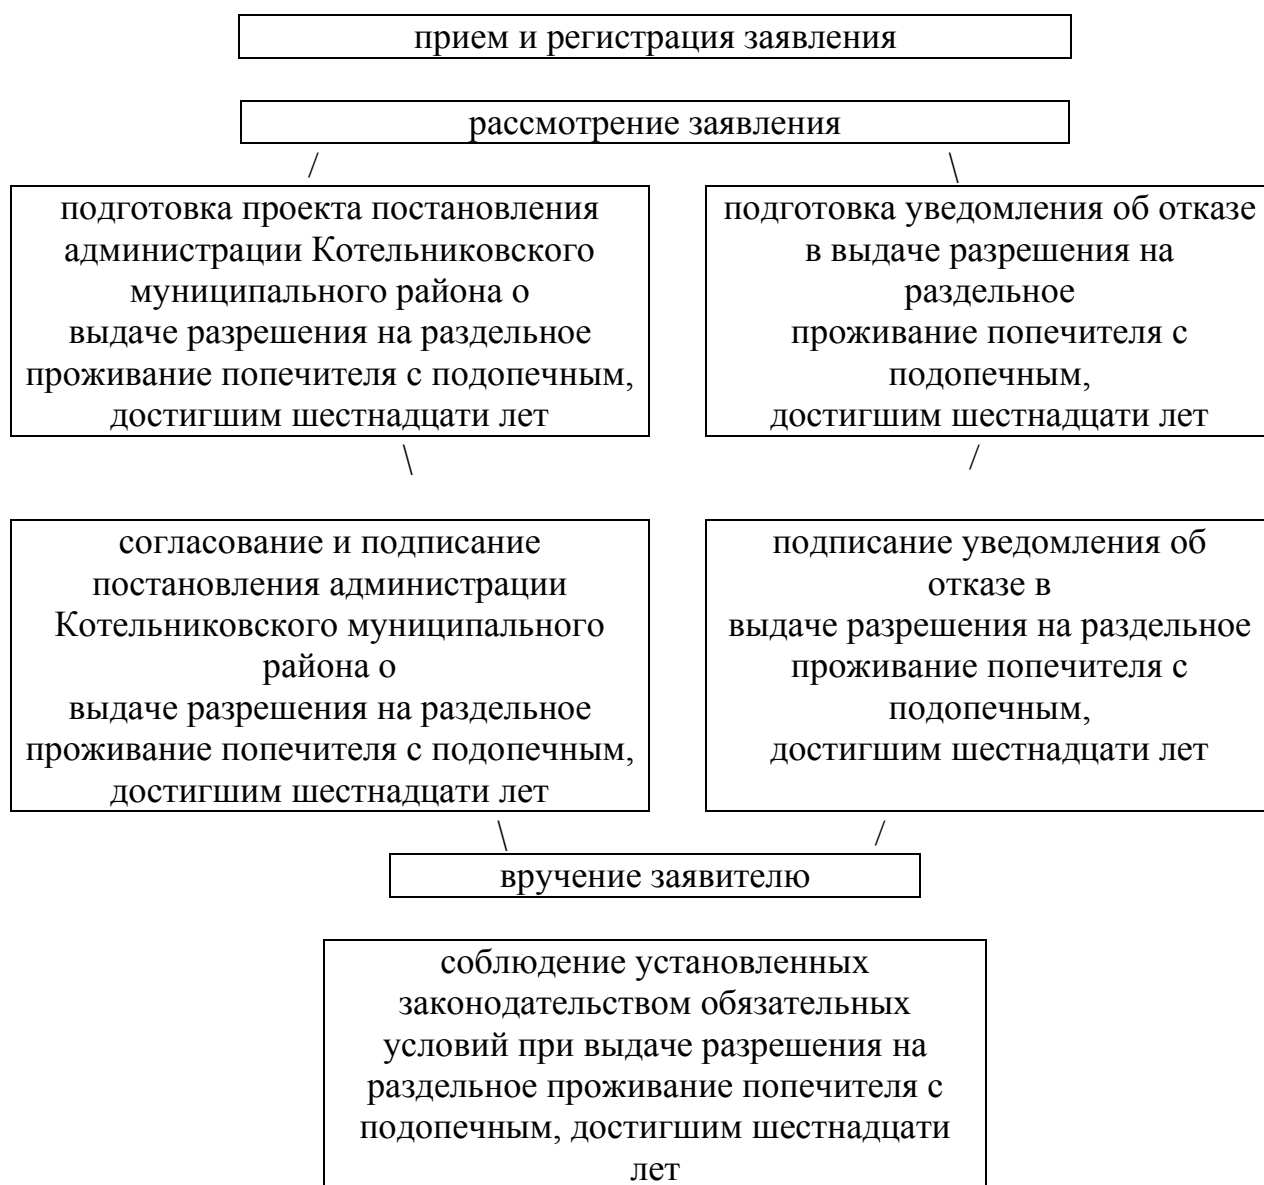 прием и регистрация заявления
рассмотрение заявления
подготовка проекта постановления
администрации Котельниковского
муниципального района о
выдаче разрешения на раздельное
проживание попечителя с подопечным,
достигшим шестнадцати лет
подготовка уведомления об отказе
в выдаче разрешения на
раздельное
проживание попечителя с
подопечным,
достигшим шестнадцати лет
согласование и подписание
постановления администрации
Котельниковского муниципального
района о
выдаче разрешения на раздельное
проживание попечителя с подопечным,
достигшим шестнадцати лет
подписание уведомления об
отказе в
выдаче разрешения на раздельное
проживание попечителя с
подопечным,
достигшим шестнадцати лет
вручение заявителю
соблюдение установленных
законодательством обязательных
условий при выдаче разрешения на
раздельное проживание попечителя с
подопечным, достигшим шестнадцати
лет